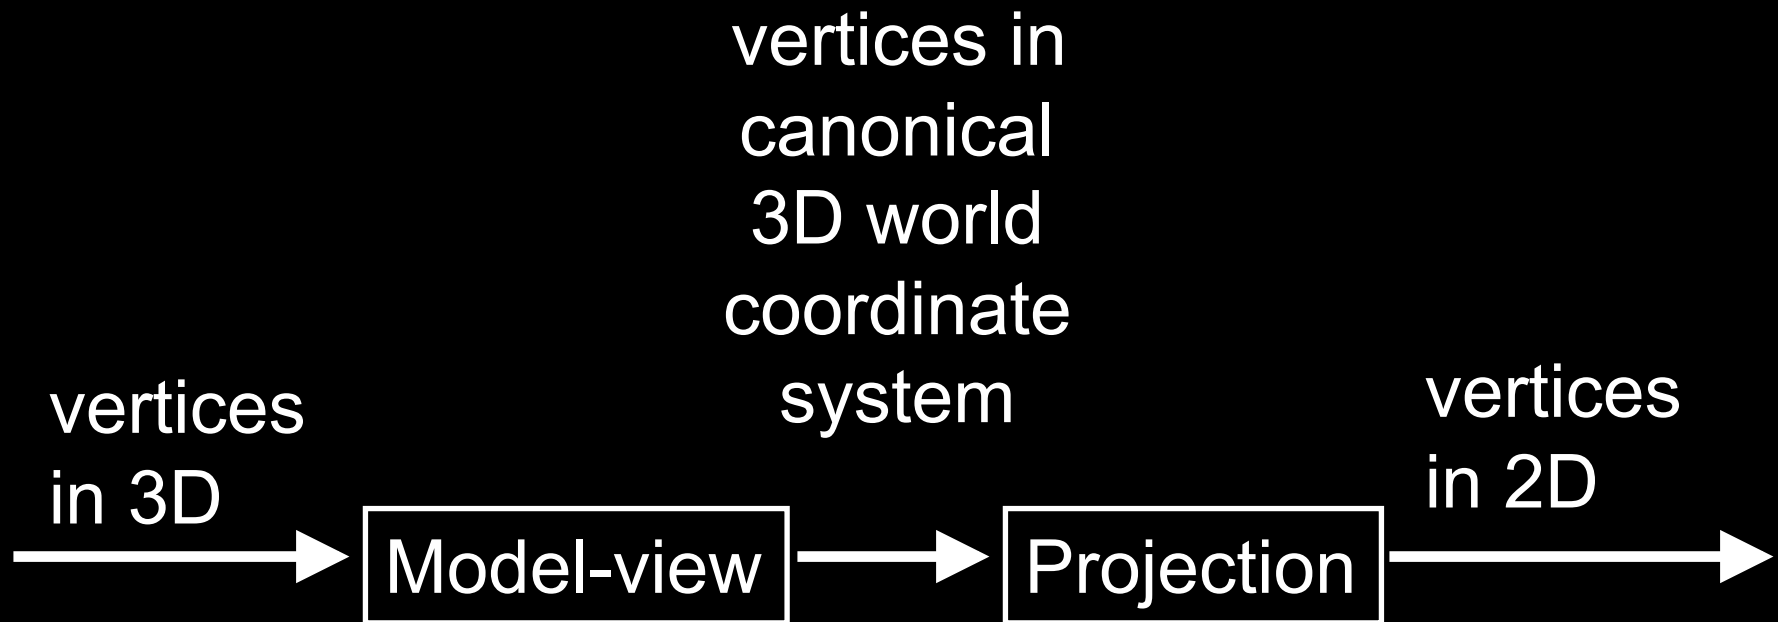 vertices in
canonical
3D world
coordinate
system
vertices
in 3D
vertices
in 2D
Model-view
Projection